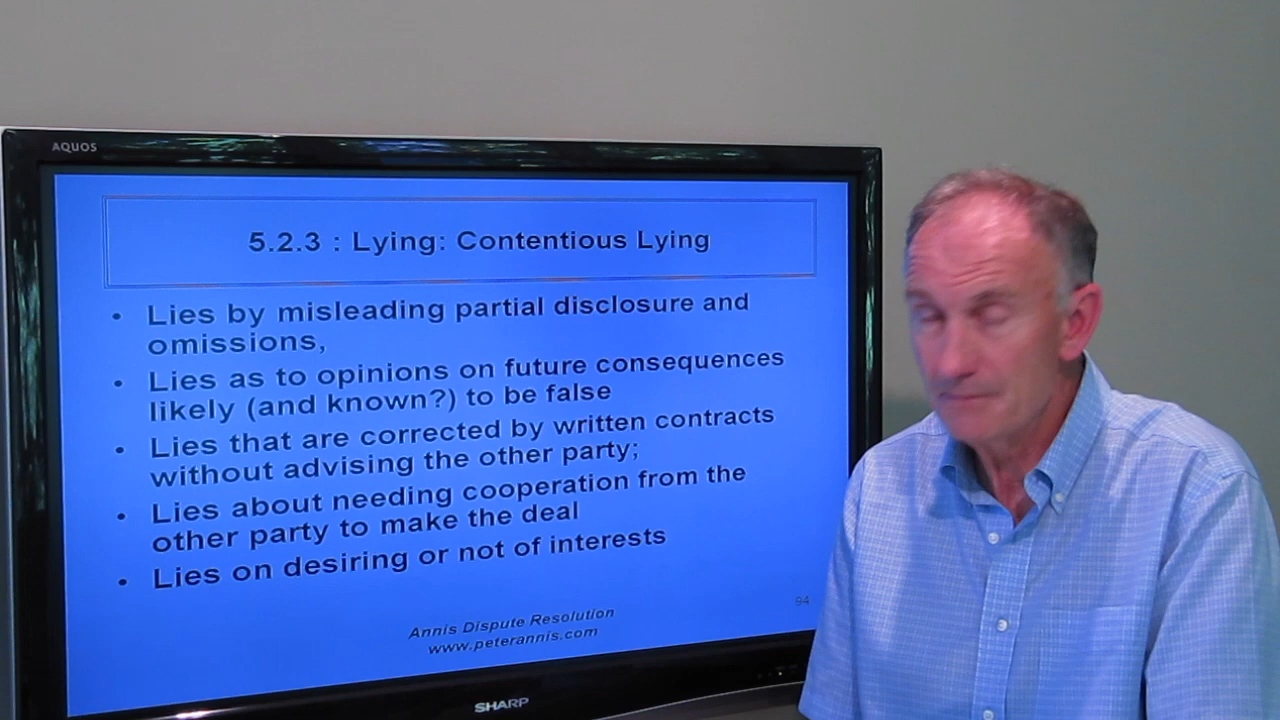 AQUOS
5.2.3 : Lying: Contentious Lying
• Lies by misleading partial disclosure and
omissions,
• Lies as to opinions on future consequences
likely (and known?) to be false
• Lies that are corrected by written contracts
without advising the other party;
• Lies about needing cooperation from the
other party to make the deal
• Lies on desiring or not of interests
94
Annis Dispute Resolution
www.peterannis.com
SHARP